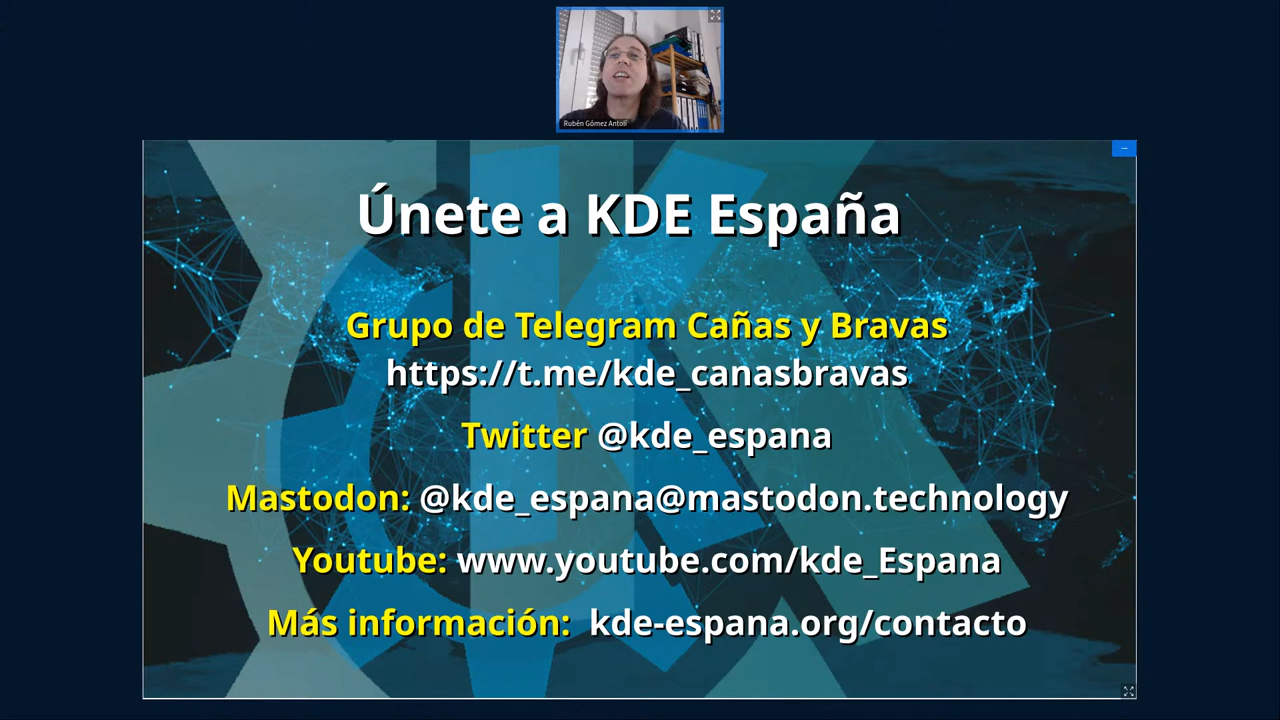 Rubén Gómez Antolí
Únete a KDE España
Grupo de Telegram Cañas y Bravas
https://t.me/kde_canasbravas
Twitter @kde_espana
Mastodon: @kde_espana@mastodon.technology
Youtube: www.youtube.com/kde_Espana
Más información: kde-espana.org/contacto